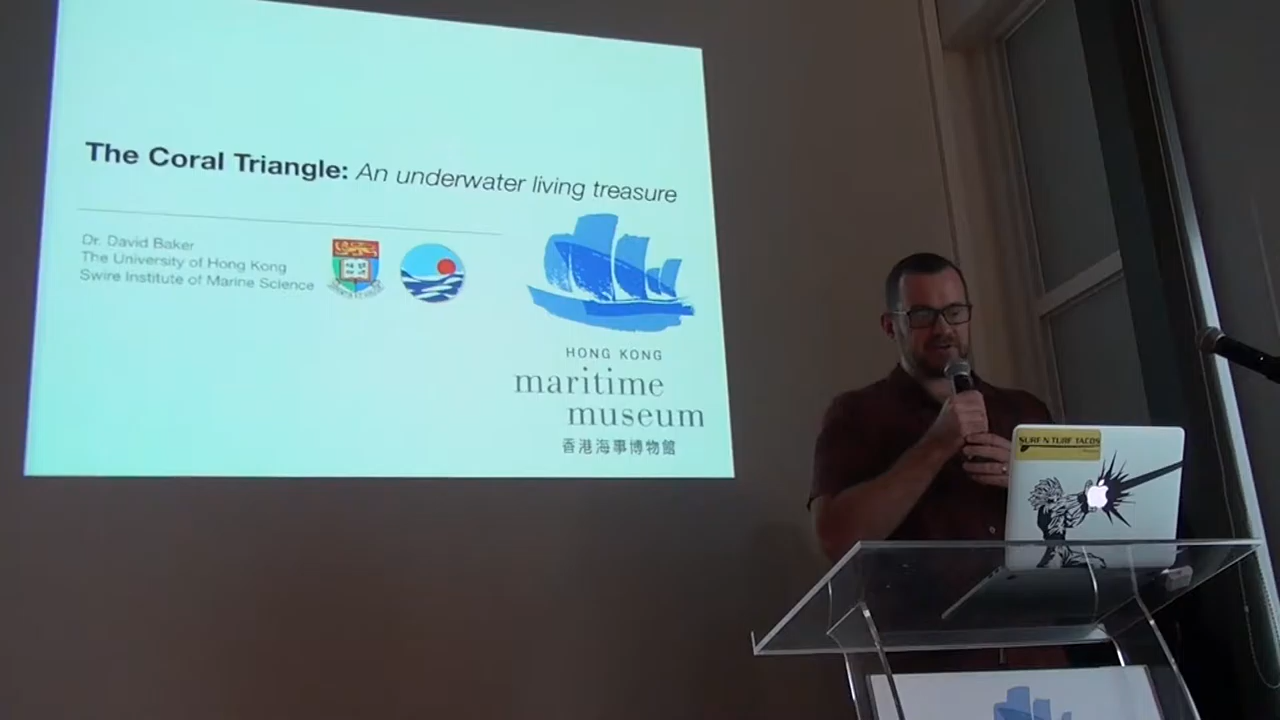 The Coral Triangle: An underwater living treasure
Dr. David Baker
The University of Hong Kong
Swire Institute of Marine Science
HONG KONG
maritime
museum
香港海事博物館
SURF N TURF TACOS